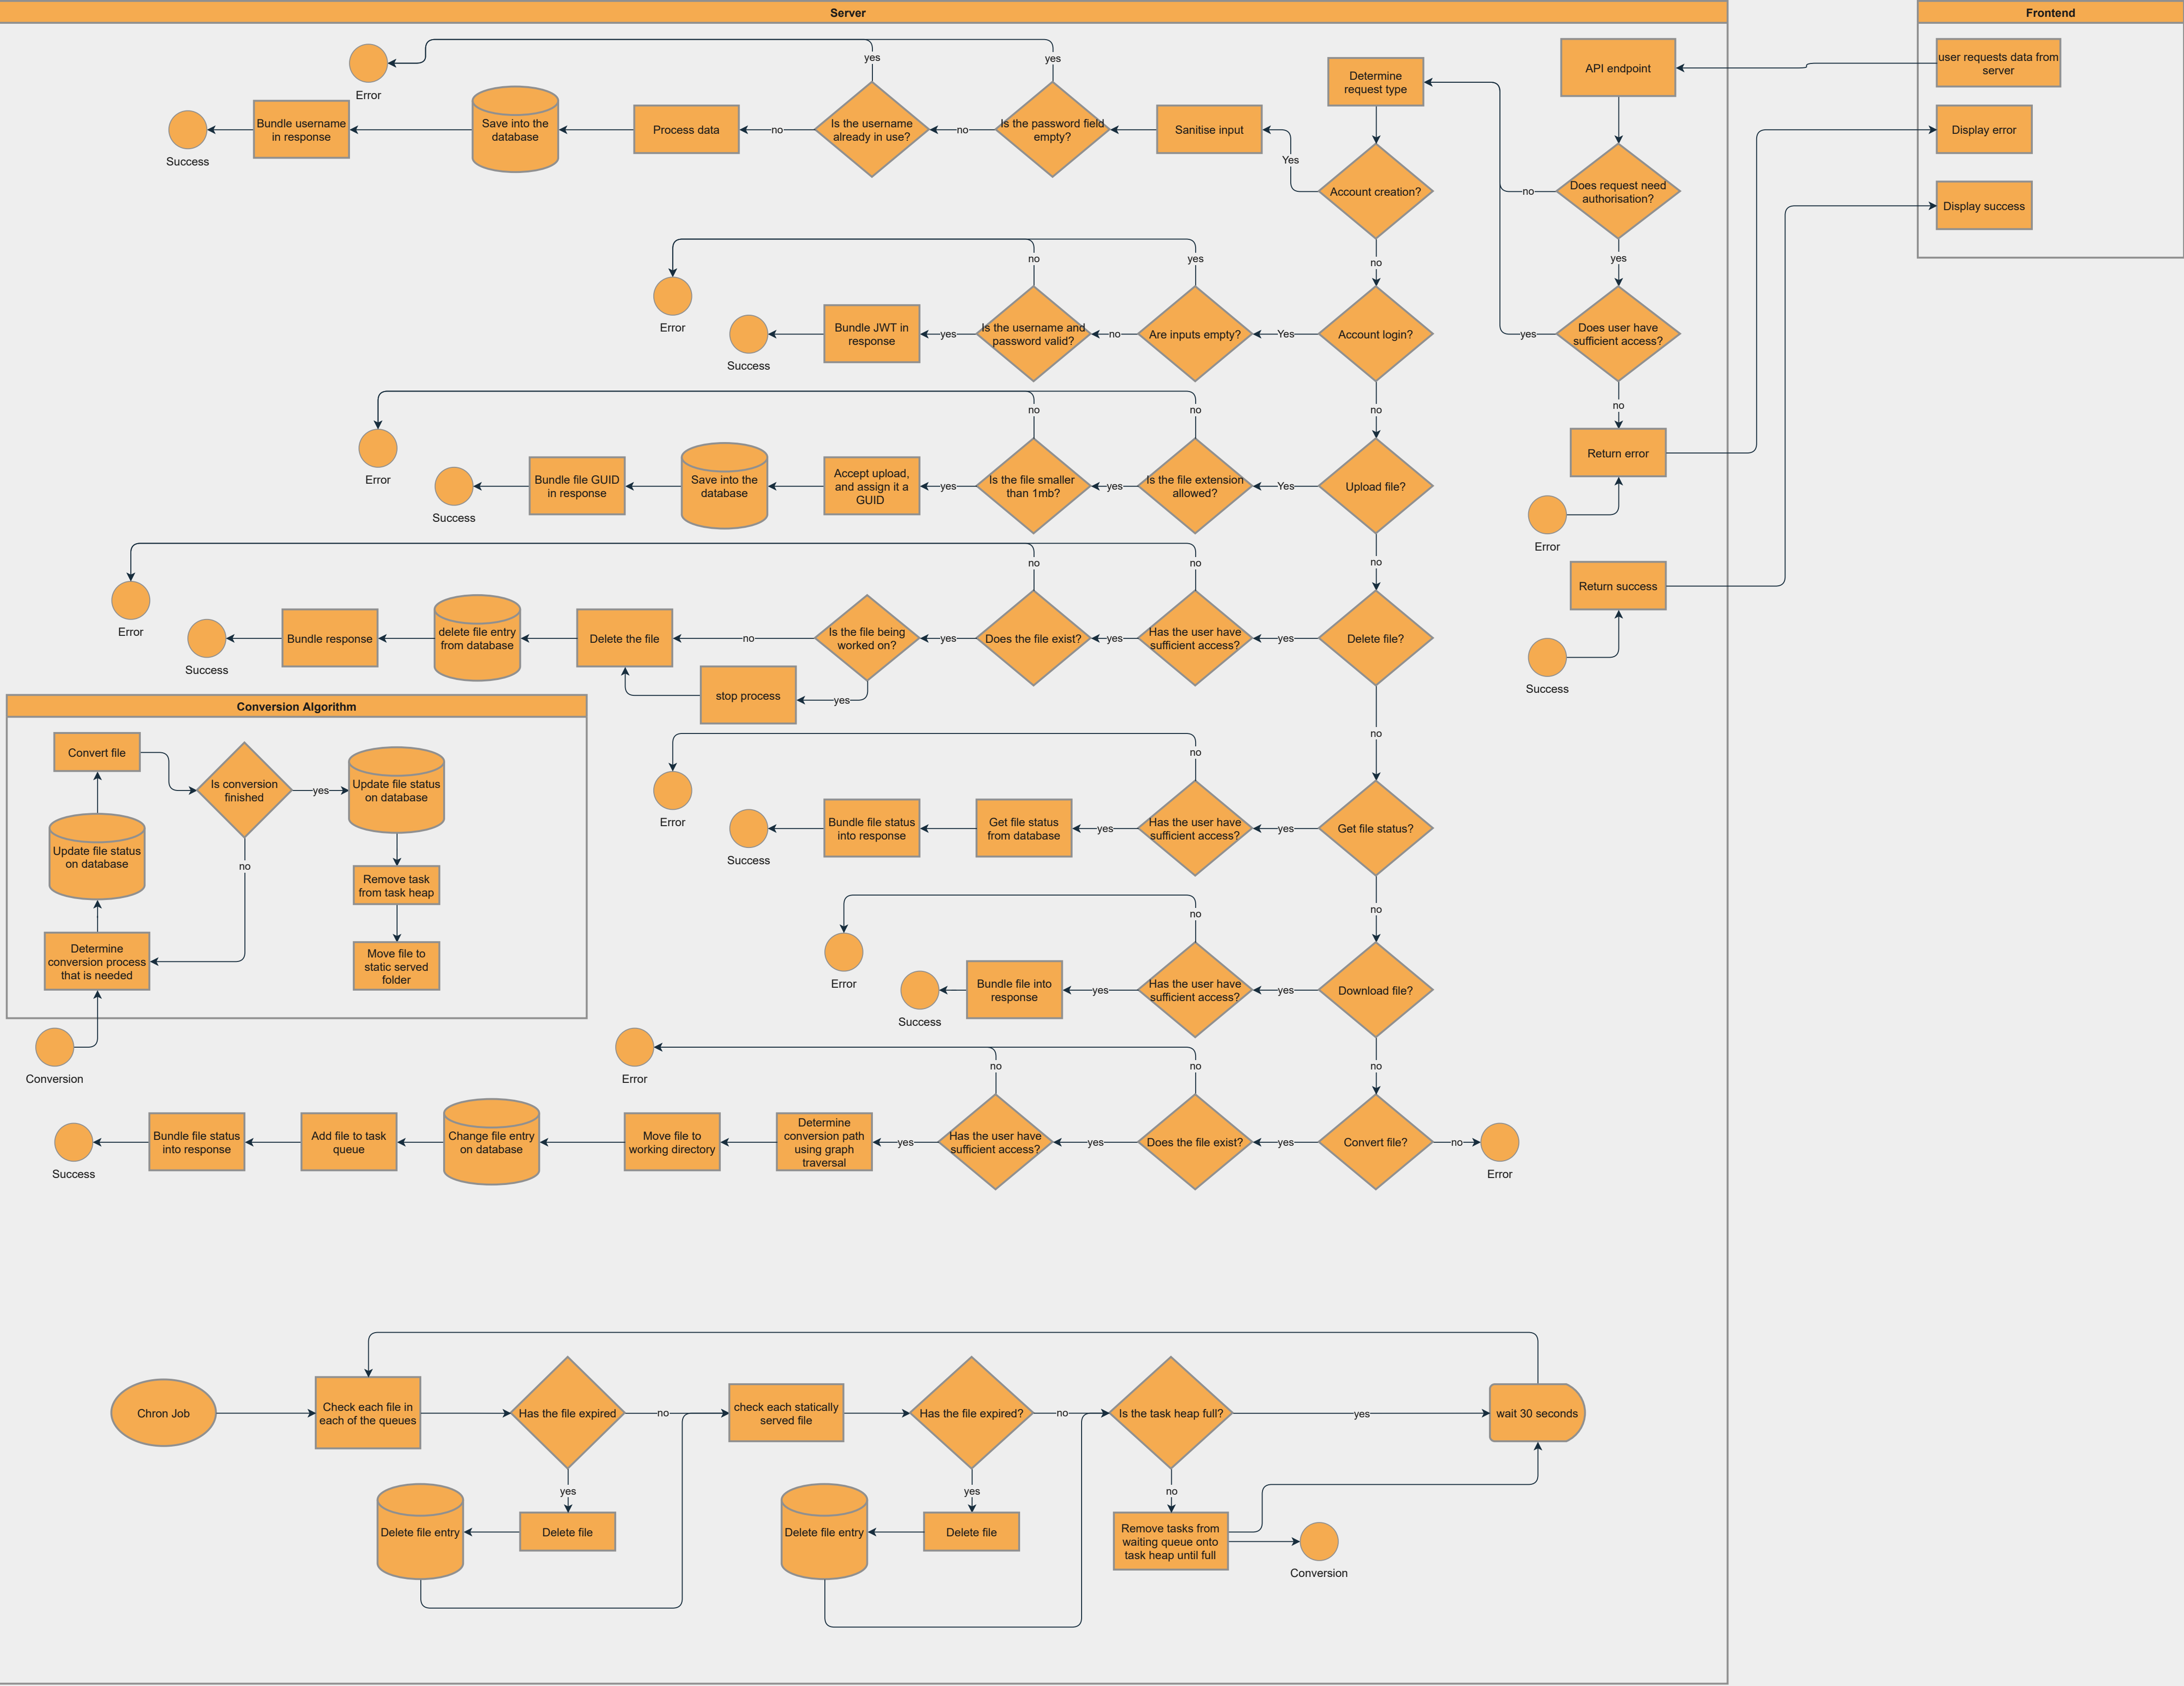 Server
Frontend
Error
yes
yes
Determine
request type
API endpoint
user requests data from
server
Success
Bundle username
in response
Save into the
database
Process data
no
Is the username
already in use?
no
Is the password field
empty?
Sanitise input
Yes
Account creation?
no
Does request need
authorisation?
Display error
Display success
no
yes
no
yes
Error
Success
Bundle JWT in
response
yes
Is the username and
password valid?
no
Are inputs empty?
Yes
Account login?
yes
Does user have
sufficient access?
no
no
no
no
Error
Success
Bundle file GUID
in response
Save into the
database
Accept upload,
and assign it a
GUID
yes
Is the file smaller
than 1mb?
yes
Is the file extension
allowed?
Yes
Upload file?
Return error
Error
no
no
no
Return success
Error
Success
Bundle response
delete file entry
from database
Delete the file
no
Is the file being
worked on?
yes
Does the file exist?
yes
Has the user have
sufficient access?
yes
Delete file?
Success
stop process
yes
no
Conversion Algorithm
Convert file
Is conversion
finished
yes
Update file status
on database
Update file status
on database
no
Remove task
from task heap
Determine
conversion process
that is needed
Move file to
static served
folder
Conversion
no
Error
Success
Bundle file status
into response
Get file status
from database
yes
Has the user have
sufficient access?
yes
Get file status?
no
no
Error
Success
Bundle file into
response
yes
Has the user have
sufficient access?
yes
Download file?
Error
no
no
no
Success
Bundle file status
into response
Add file to task
queue
Change file entry
on database
Move file to
working directory
Determine
conversion path
using graph
traversal
yes
Has the user have
sufficient access?
yes
Does the file exist?
yes
Convert file?
no
Error
Chron Job
Check each file in
each of the queues
Has the file expired
no
check each statically
served file
Has the file expired?
no
Is the task heap full?
yes
wait 30 seconds
yes
yes
no
Delete file entry
Delete file
Delete file entry
Delete file
Remove tasks from
waiting queue onto
task heap until full
Conversion